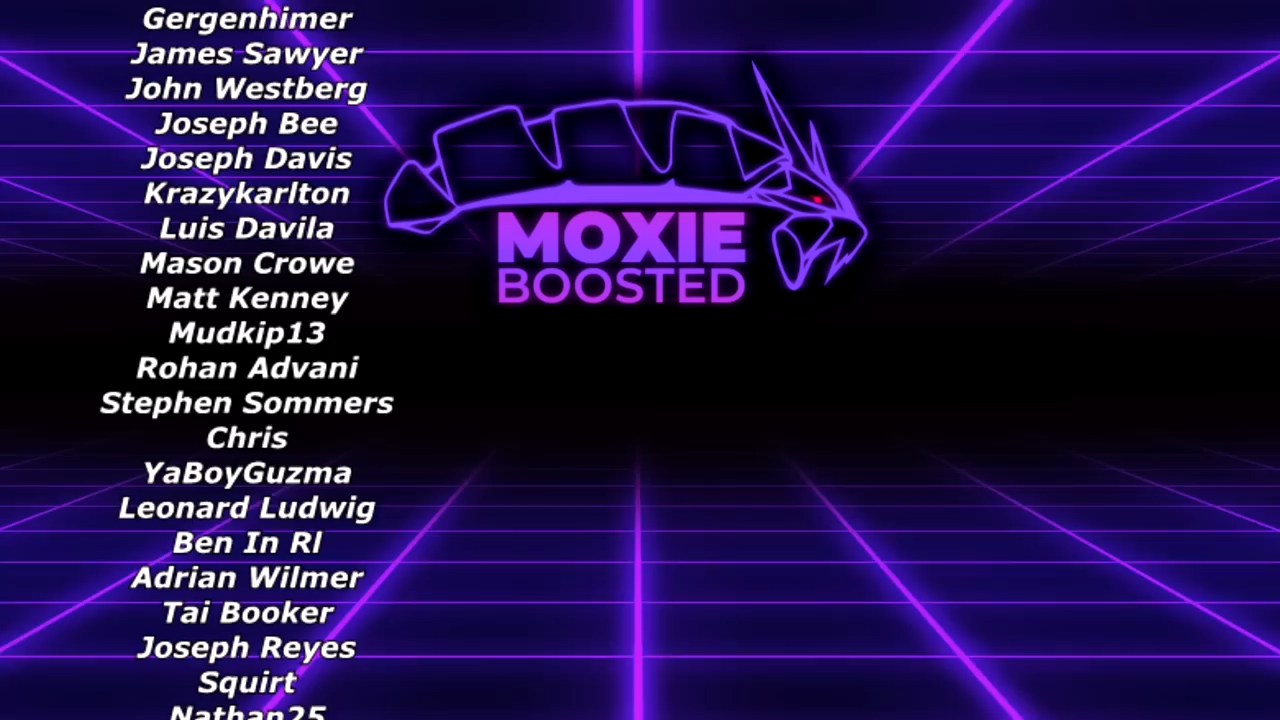 Gergenhimer
James Sawyer
John Westberg
Joseph Bee
Joseph Davis
Krazykarlton
Luis Davila
Mason Crowe
Matt Kenney
Mudkip13
Rohan Advani
Stephen Sommers
Chris
YaBoyGuzma
Leonard Ludwig
Ben In Rl
Adrian Wilmer
Tai Booker
Joseph Reyes
Squirt
Nathan25
MOXIE
BOOSTED